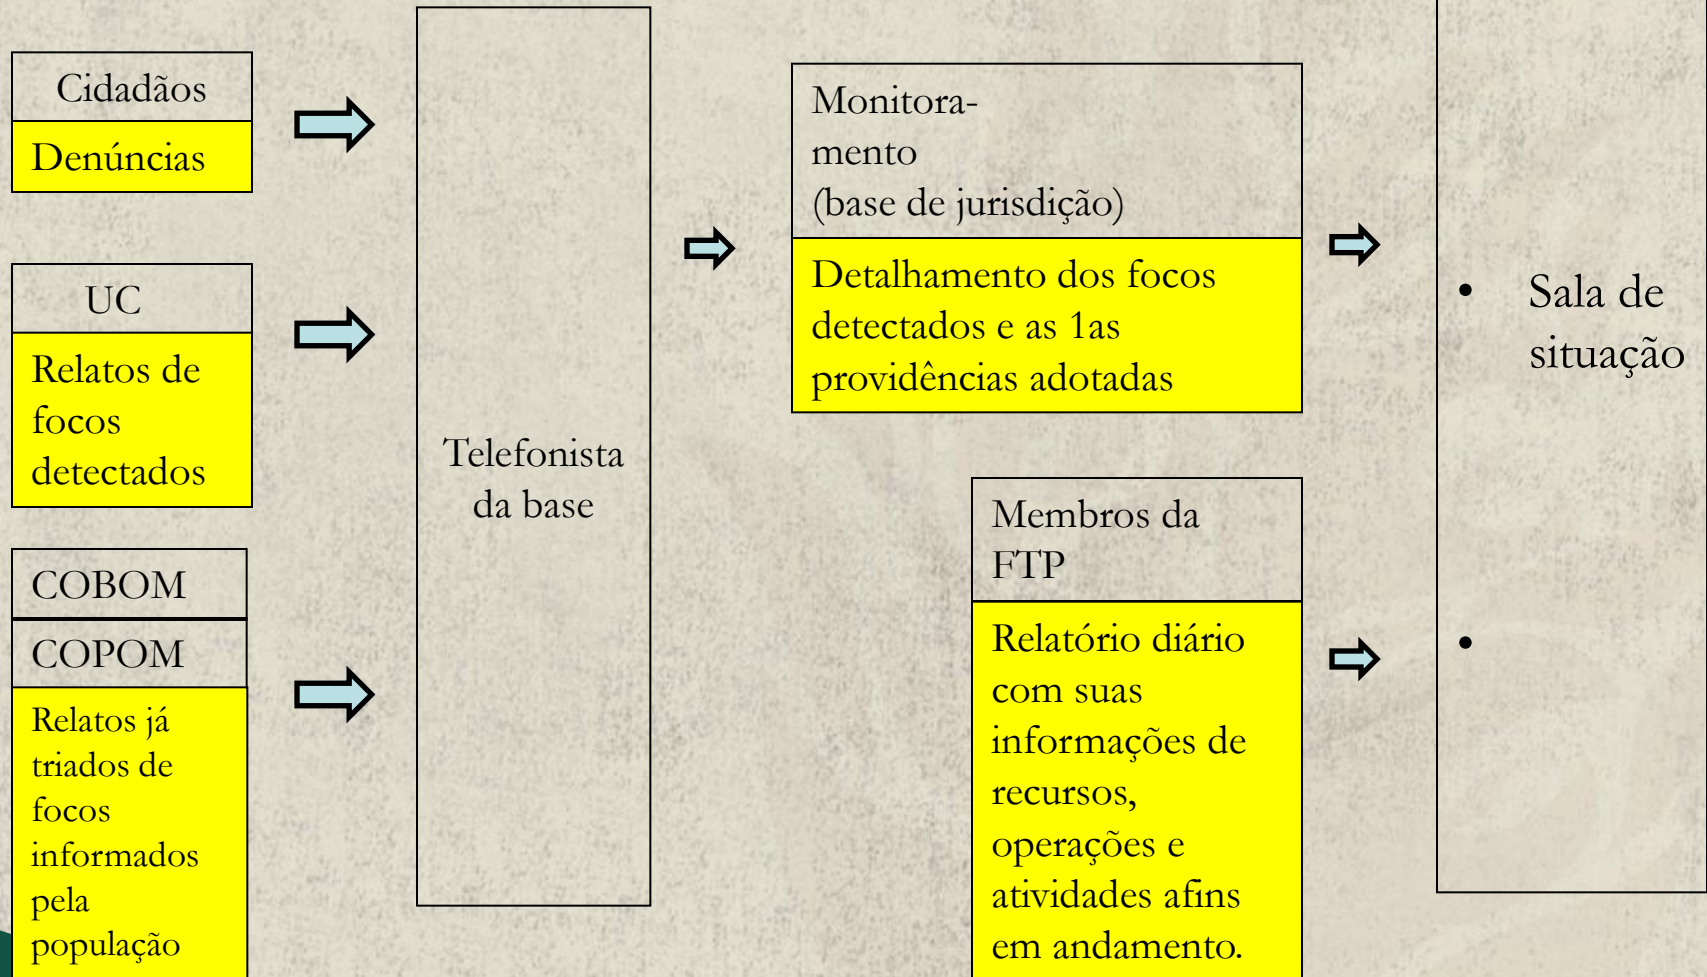 Cidadãos
Denúncias
UC
Relatos de
focos
detectados
COBOM
COPOM
Relatos já
triados de
focos
informados
pela
população
Telefonista
da base
Monitora-
mento
(base de jurisdição)
Detalhamento dos focos
detectados e as 1as
providências adotadas
Membros da
FTP
Relatório diário
com suas
informações de
recursos,
operações e
atividades afins
em andamento.
• Sala de
situação
•